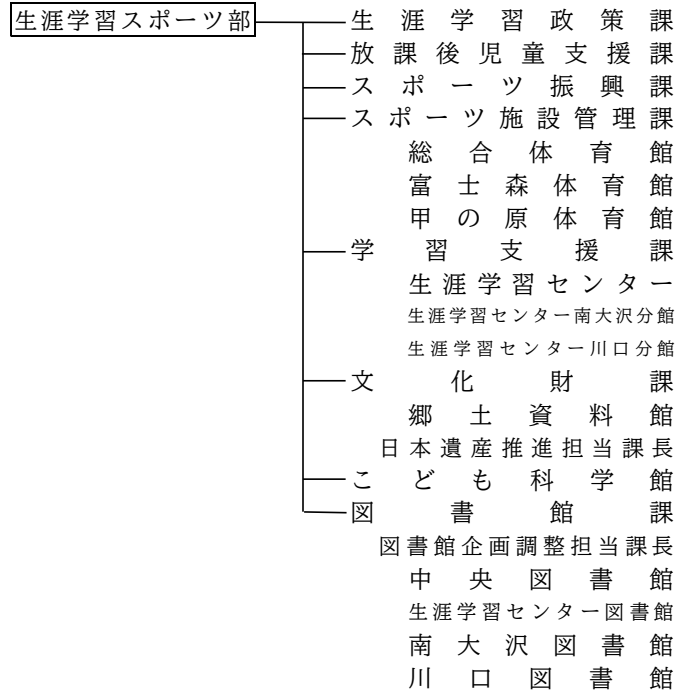 生涯学習スポーツ部
生涯学習政策課
放課後児童支援課
スポーツ振興課
スポーツ施設管理課
総合体育館
富士森体育館
甲の原体育館
学習支援課
生涯学習センター
生涯学習センター南大沢分館
生涯学習センター川口分館
文化財課
郷土資料館
日本遺産推進担当課長
こども科学館
図書館課
図書館企画調整担当課長
中央図書館
生涯学習センター図書館
南大沢図書館
川口図書館